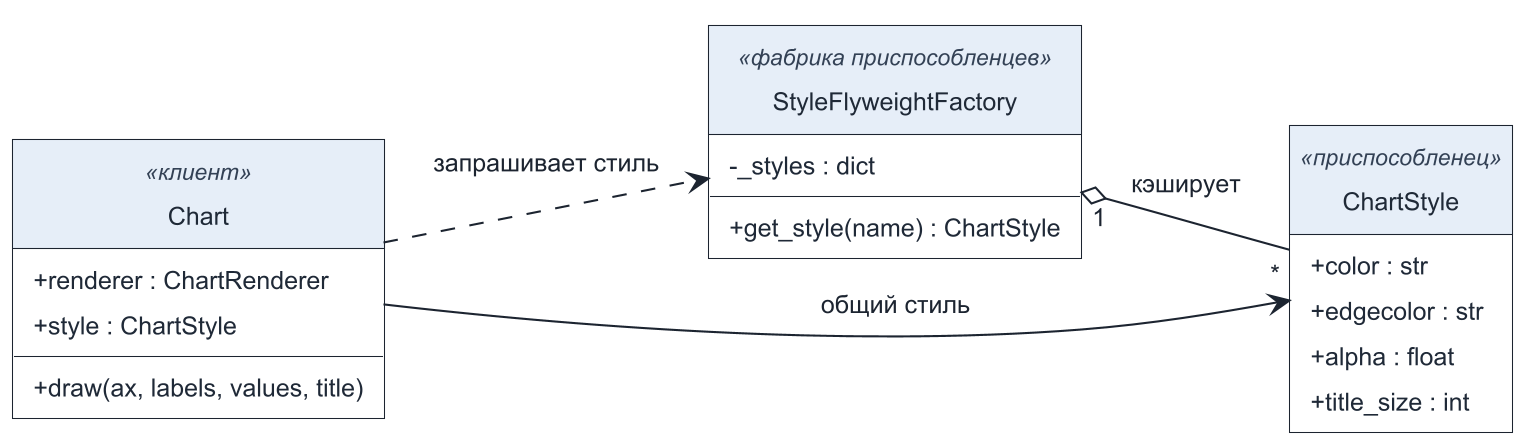 «клиент»
Chart
+renderer : ChartRenderer
+style : ChartStyle
+draw(ax, labels, values, title)
запрашивает стиль
«фабрика приспособленцев»
StyleFlyweightFactory
-_styles : dict
+get_style(name) : ChartStyle
кэширует
1
*
общий стиль
«приспособленец»
ChartStyle
+color : str
+edgecolor : str
+alpha : float
+title_size : int